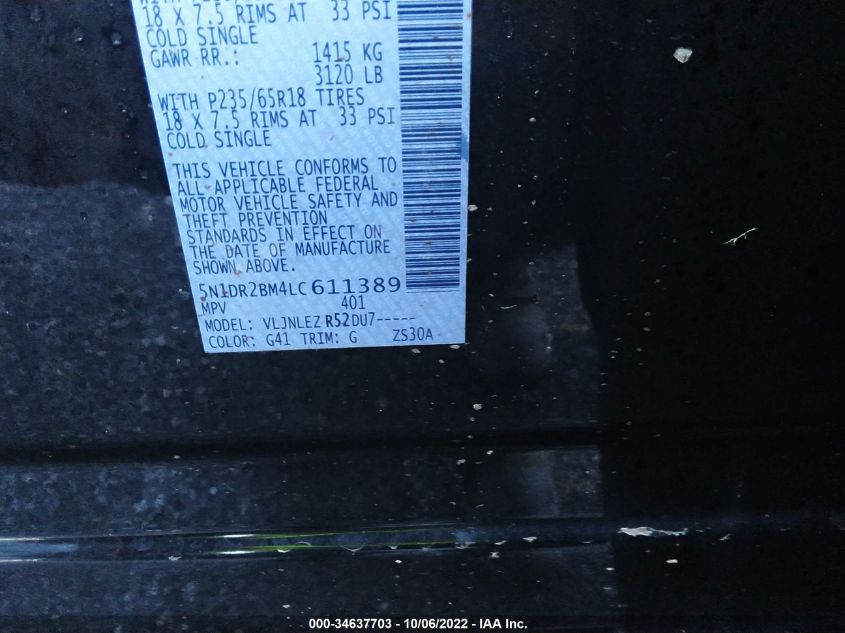 18 X 7.5 RIMS AT 33 PSI
COLD SINGLE
GAWR RR.: 1415 KG
3120 LB
WITH P235/65R18 TIRES
18 X 7.5 RIMS AT 33 PSI
COLD SINGLE
THIS VEHICLE CONFORMS TO
ALL APPLICABLE FEDERAL
MOTOR VEHICLE SAFETY AND
THEFT PREVENTION
STANDARDS IN EFFECT ON
THE DATE OF MANUFACTURE
SHOWN ABOVE.
5N1DR2BM4LC611389
MPV 401
MODEL: VLJNLEZ R52DU7-----
COLOR: G41 TRIM: G ZS30A
000-34637703 - 10/06/2022 - IAA Inc.